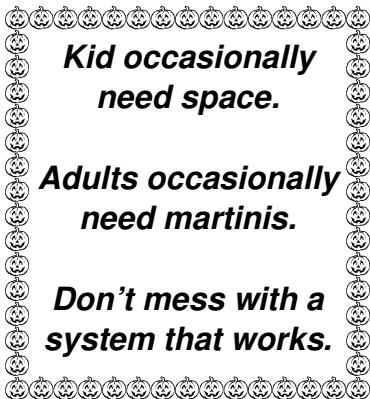 Kid occasionally
need space.
Adults occasionally
need martinis.
Don't mess with a
system that works.